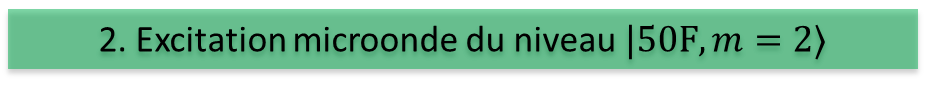 2. Excitation microonde du niveau |50F, m = 2⟩